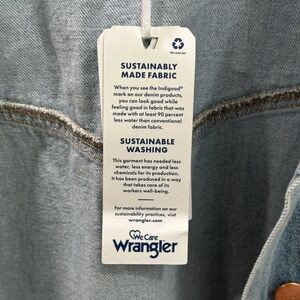 SUSTAINABLY
MADE FABRIC
When you see the Indigood®
mark on our denim products,
you can look good while
feeling good in fabric that was
made with at least 90 percent
less water than conventional
denim fabric.
SUSTAINABLE
WASHING
This garment has needed less
water, less energy and less
chemicals for its production.
It has been produced in a way
that takes care of its
workers well-being.
For more information on our
sustainability practices, visit
wrangler.com
We Care
Wrangler